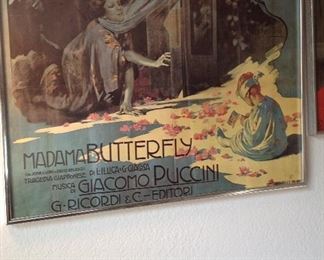 MADAMA BUTTERFLY
TRAGEDIA GIAPPONESE DI L. ILLICA & G. GIACOSA
MUSICA DI GIACOMO PUCCINI
G. RICORDI & C.-EDITORI